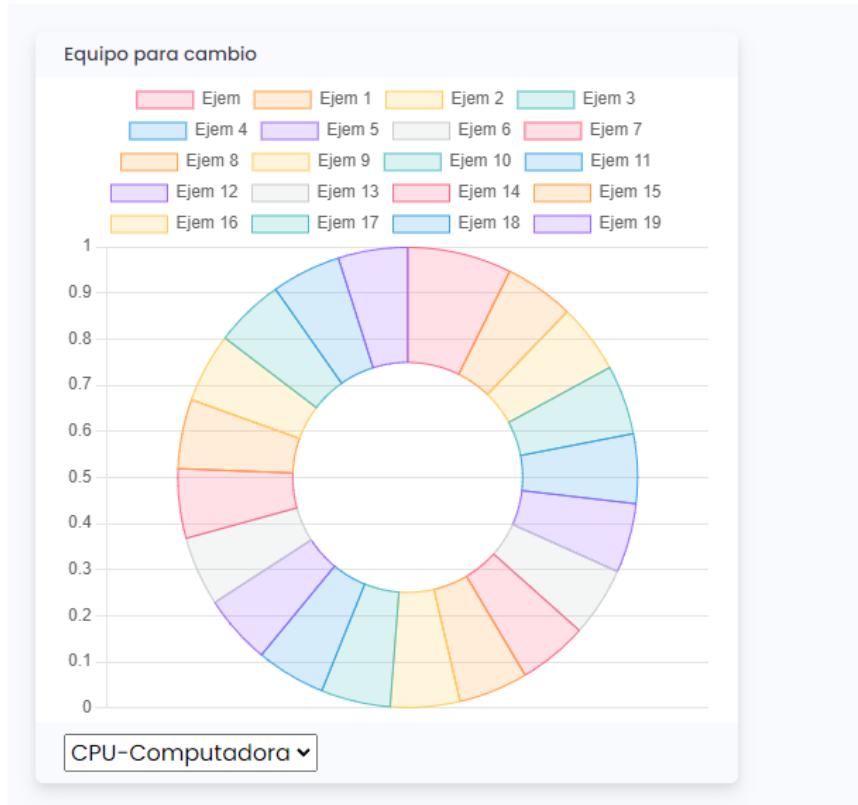 Equipo para cambio
Ejem Ejem 1 Ejem 2 Ejem 3
Ejem 4 Ejem 5 Ejem 6 Ejem 7
Ejem 8 Ejem 9 Ejem 10 Ejem 11
Ejem 12 Ejem 13 Ejem 14 Ejem 15
Ejem 16 Ejem 17 Ejem 18 Ejem 19
1
0.9
0.8
0.7
0.6
0.5
0.4
0.3
0.2
0.1
0
CPU-Computadora